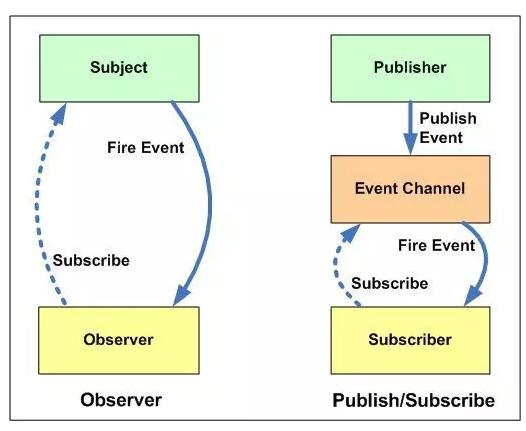 Subject
Fire Event
Subscribe
Observer
Observer
Publisher
Publish
Event
Event Channel
Fire Event
Subscribe
Subscriber
Publish/Subscribe